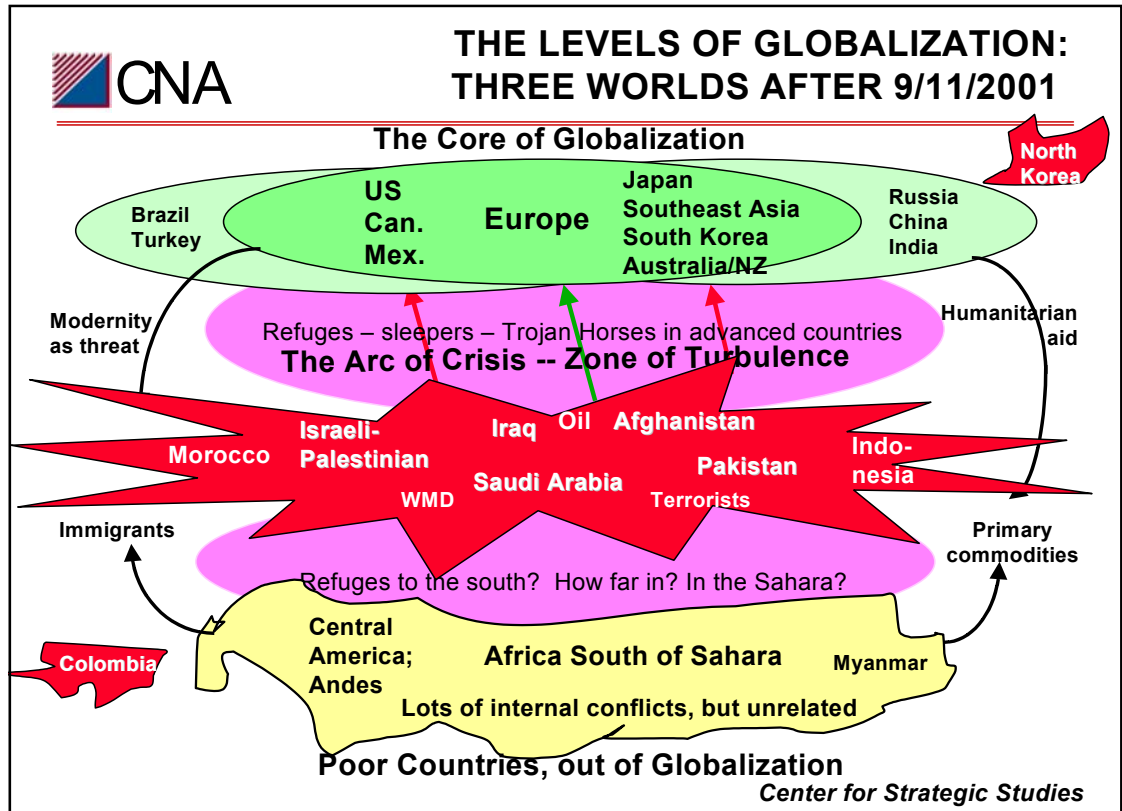 CNA
THE LEVELS OF GLOBALIZATION:
THREE WORLDS AFTER 9/11/2001
The Core of Globalization
North
Korea
Brazil
Turkey
US
Can.
Mex.
Europe
Japan
Southeast Asia
South Korea
Australia/NZ
Russia
China
India
Modernity
as threat
Humanitarian
aid
Refuges – sleepers – Trojan Horses in advanced countries
The Arc of Crisis -- Zone of Turbulence
Morocco
Israeli-
Palestinian
Iraq
Oil
Afghanistan
Saudi Arabia
Pakistan
Indo-
nesia
WMD
Terrorists
Immigrants
Primary
commodities
Refuges to the south? How far in? In the Sahara?
Colombia
Central
America;
Andes
Africa South of Sahara
Myanmar
Lots of internal conflicts, but unrelated
Poor Countries, out of Globalization
Center for Strategic Studies